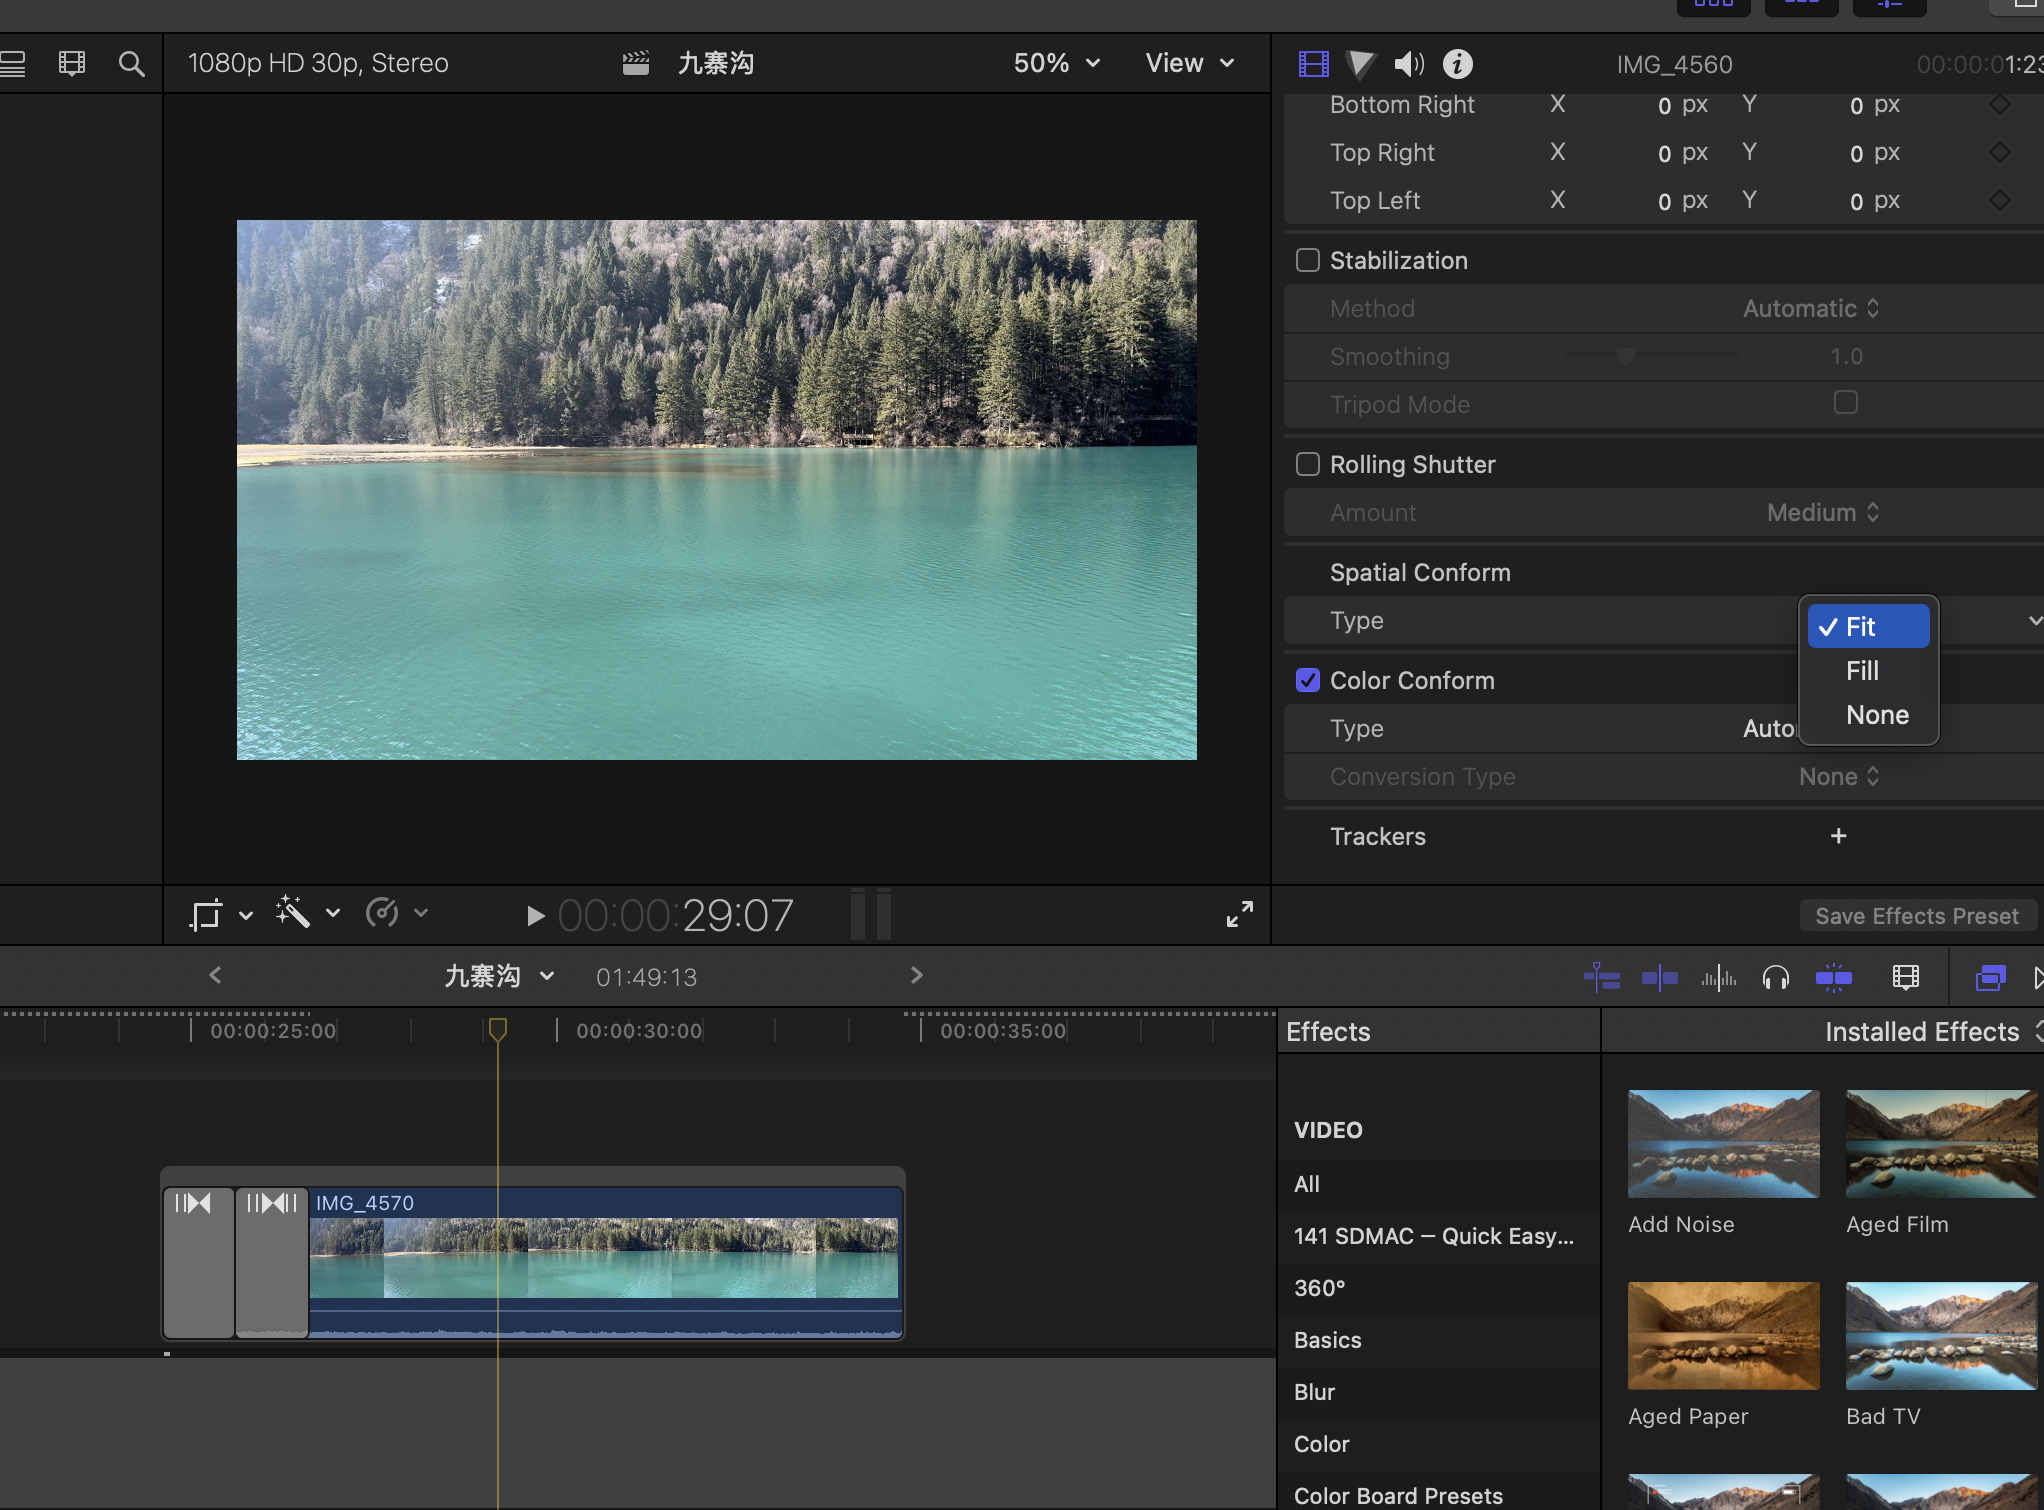 1080p HD 30p, Stereo
九寨沟
50%
View
IMG_4560
00:00:01:23
Bottom Right X 0 px Y 0 px
Top Right X 0 px Y 0 px
Top Left X 0 px Y 0 px
Stabilization
Method Automatic
Smoothing 1.0
Tripod Mode
Rolling Shutter
Amount Medium
Spatial Conform
Type
Fit
Fill
None
Color Conform
Type Auto
Conversion Type None
Trackers +
00:00:29:07
Save Effects Preset
九寨沟 01:49:13
00:00:25:00
00:00:30:00
00:00:35:00
IMG_4570
Effects
Installed Effects
VIDEO
All
141 SDMAC – Quick Easy...
360°
Basics
Blur
Color
Color Board Presets
Add Noise
Aged Film
Aged Paper
Bad TV